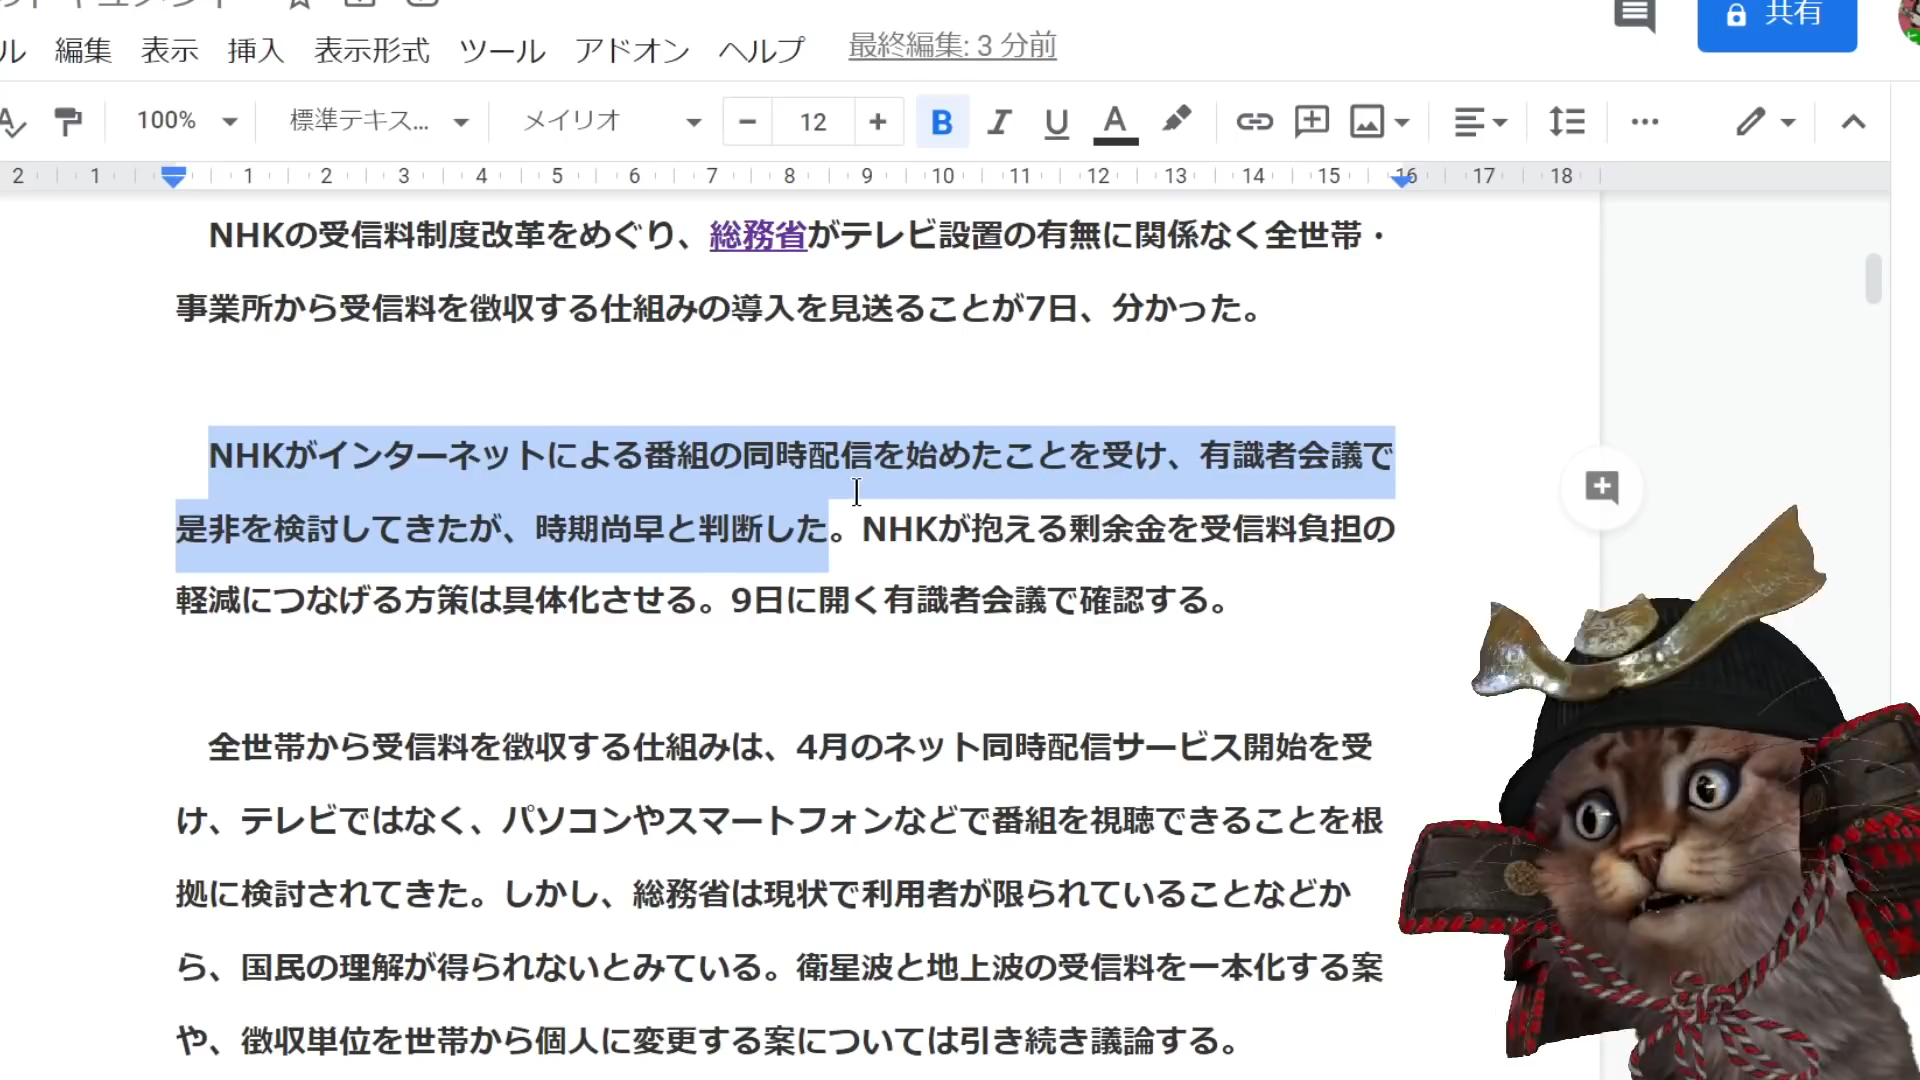 ル 編集 表示 挿入 表示形式 ツール アドオン ヘルプ 最終編集: 3 分前 共有
100% 標準テキス... メイリオ − 12 + B I U A
2 1 1 2 3 4 5 6 7 8 9 10 11 12 13 14 15 16 17 18
NHKの受信料制度改革をめぐり、総務省がテレビ設置の有無に関係なく全世帯・
事業所から受信料を徴収する仕組みの導入を見送ることが7日、分かった。
NHKがインターネットによる番組の同時配信を始めたことを受け、有識者会議で
是非を検討してきたが、時期尚早と判断した。NHKが抱える剰余金を受信料負担の
軽減につなげる方策は具体化させる。9日に開く有識者会議で確認する。
全世帯から受信料を徴収する仕組みは、4月のネット同時配信サービス開始を受
け、テレビではなく、パソコンやスマートフォンなどで番組を視聴できることを根
拠に検討されてきた。しかし、総務省は現状で利用者が限られていることなどか
ら、国民の理解が得られないとみている。衛星波と地上波の受信料を一本化する案
や、徴収単位を世帯から個人に変更する案については引き続き議論する。